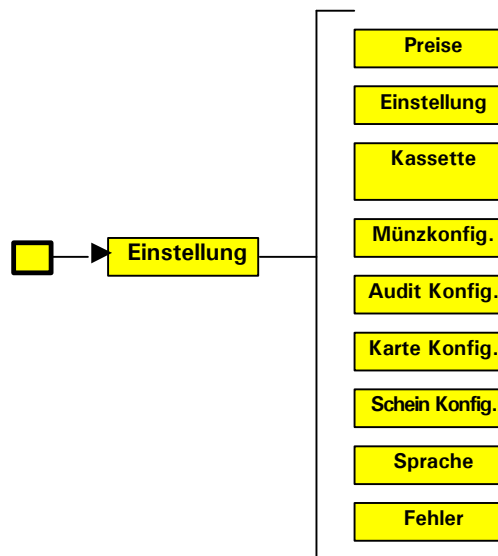 Preise
Einstellung
Kassette
Einstellung
Münzkonfig.
Audit Konfig.
Karte Konfig.
Schein Konfig.
Sprache
Fehler